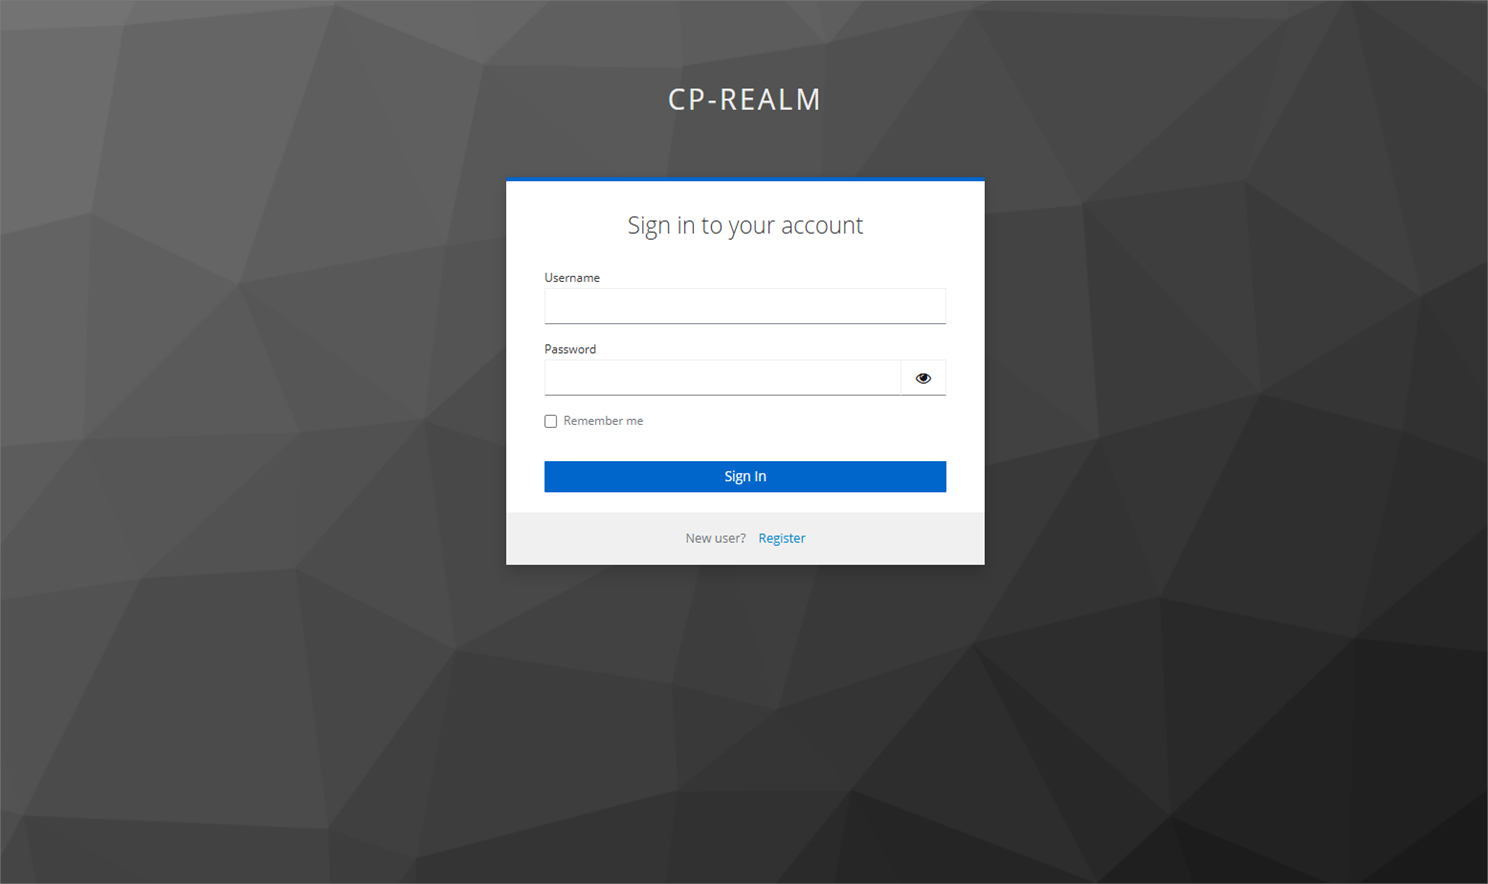 CP-REALM
Sign in to your account
Username
Password
Remember me
Sign In
New user? Register